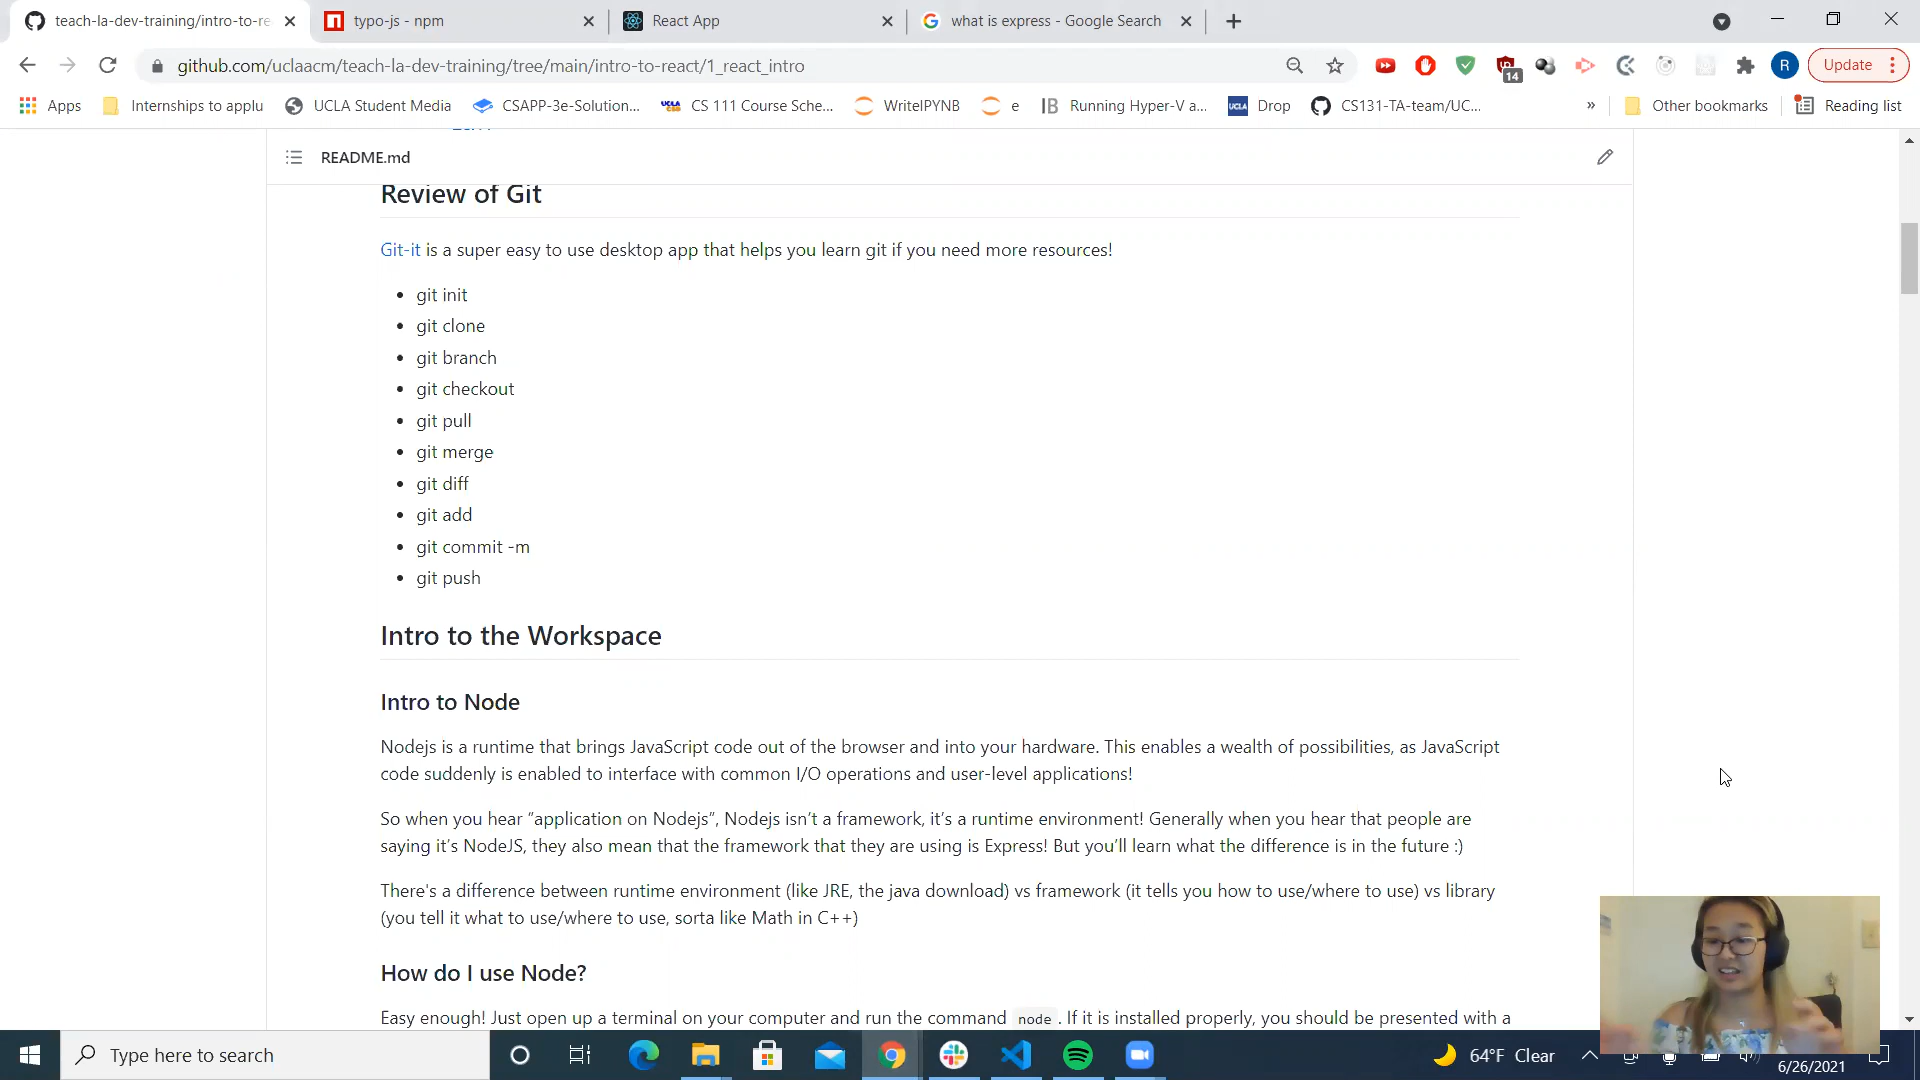 teach-la-dev-training/intro-to-re
typo-js - npm
React App
what is express - Google Search
github.com/uclaacm/teach-la-dev-training/tree/main/intro-to-react/1_react_intro
14
R
Update
Apps
Internships to applu
UCLA Student Media
CSAPP-3e-Solution...
CS 111 Course Sche...
WriteIPYNB
e
Running Hyper-V a...
Drop
CS131-TA-team/UC...
»
Other bookmarks
Reading list
README.md
Review of Git
Git-it is a super easy to use desktop app that helps you learn git if you need more resources!
• git init
• git clone
• git branch
• git checkout
• git pull
• git merge
• git diff
• git add
• git commit -m
• git push
Intro to the Workspace
Intro to Node
Nodejs is a runtime that brings JavaScript code out of the browser and into your hardware. This enables a wealth of possibilities, as JavaScript
code suddenly is enabled to interface with common I/O operations and user-level applications!
So when you hear “application on Nodejs”, Nodejs isn’t a framework, it’s a runtime environment! Generally when you hear that people are
saying it’s NodeJS, they also mean that the framework that they are using is Express! But you’ll learn what the difference is in the future :)
There's a difference between runtime environment (like JRE, the java download) vs framework (it tells you how to use/where to use) vs library
(you tell it what to use/where to use, sorta like Math in C++)
How do I use Node?
Easy enough! Just open up a terminal on your computer and run the command node . If it is installed properly, you should be presented with a
Type here to search
64°F Clear
6/26/2021